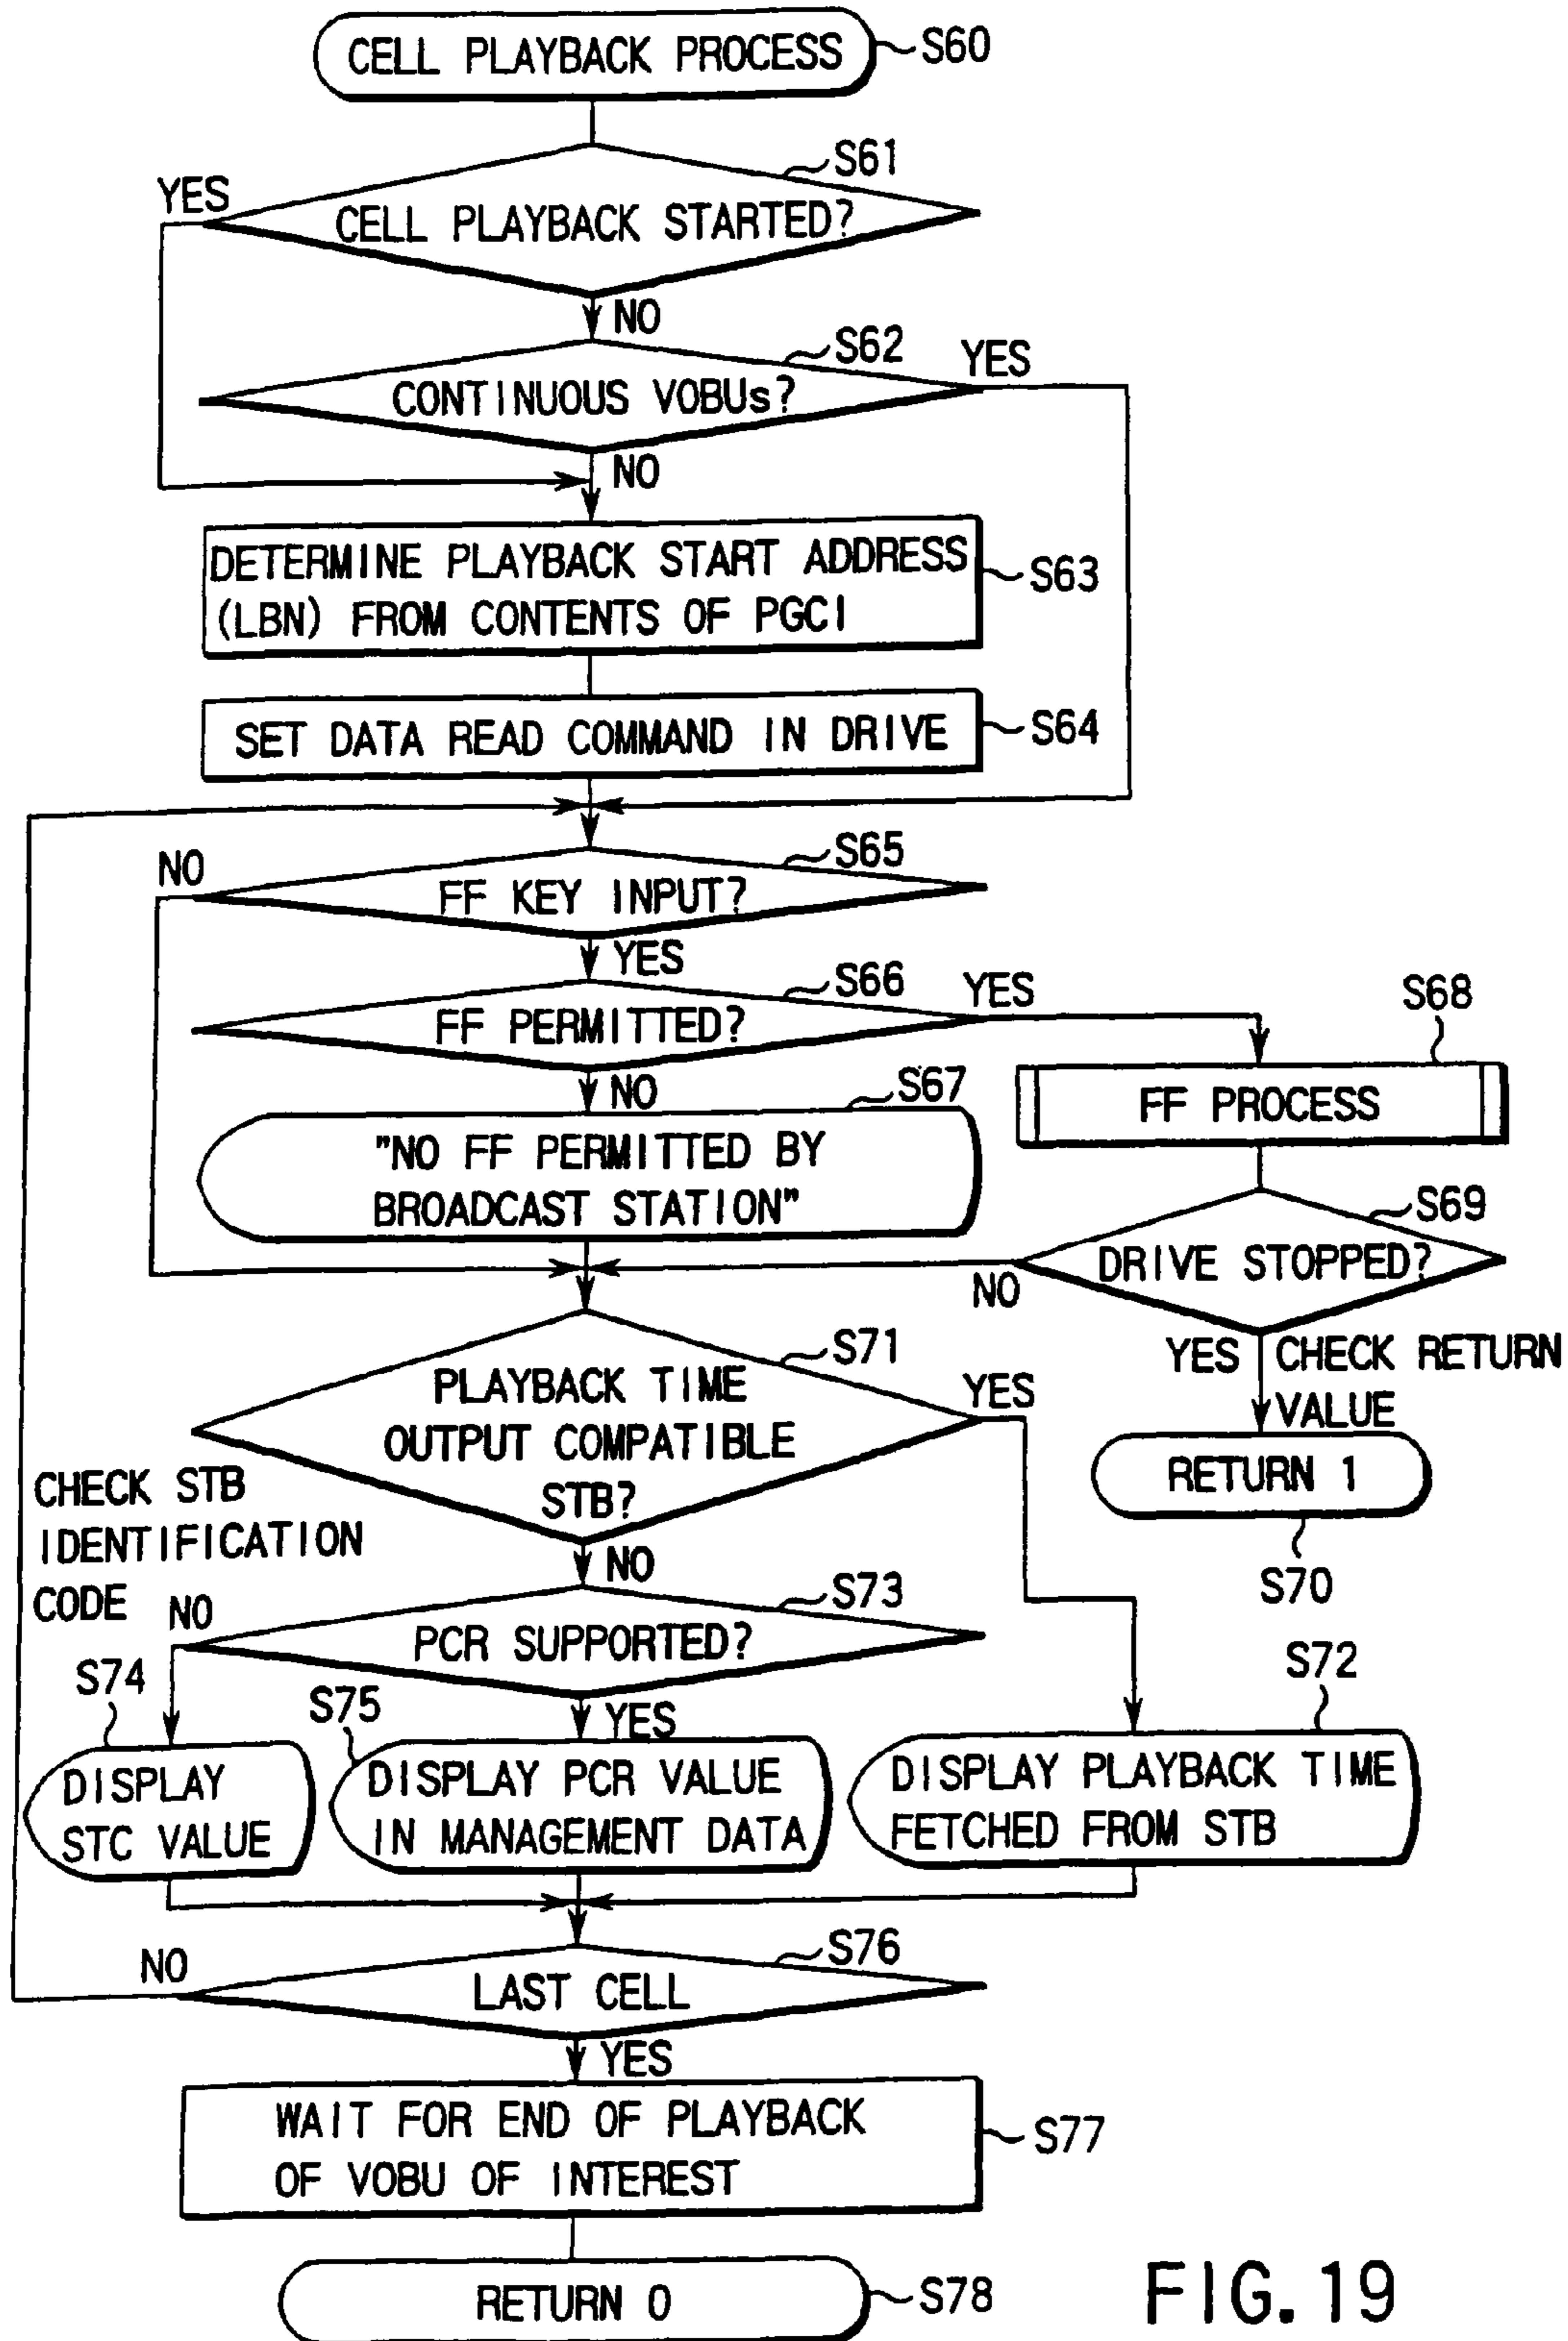 CELL PLAYBACK PROCESS
S60
S61
YES
CELL PLAYBACK STARTED?
NO
S62
YES
CONTINUOUS VOBUs?
NO
DETERMINE PLAYBACK START ADDRESS
(LBN) FROM CONTENTS OF PGCI
S63
SET DATA READ COMMAND IN DRIVE
S64
S65
NO
FF KEY INPUT?
YES
S66
YES
FF PERMITTED?
S68
NO
S67
FF PROCESS
"NO FF PERMITTED BY
BROADCAST STATION"
S69
DRIVE STOPPED?
NO
YES
CHECK RETURN
VALUE
RETURN 1
S70
S71
PLAYBACK TIME
OUTPUT COMPATIBLE
STB?
YES
CHECK STB
IDENTIFICATION
CODE
NO
S73
NO
PCR SUPPORTED?
S74
S75
YES
S72
DISPLAY
STC VALUE
DISPLAY PCR VALUE
IN MANAGEMENT DATA
DISPLAY PLAYBACK TIME
FETCHED FROM STB
S76
NO
LAST CELL
YES
WAIT FOR END OF PLAYBACK
OF VOBU OF INTEREST
S77
RETURN 0
S78
FIG. 19